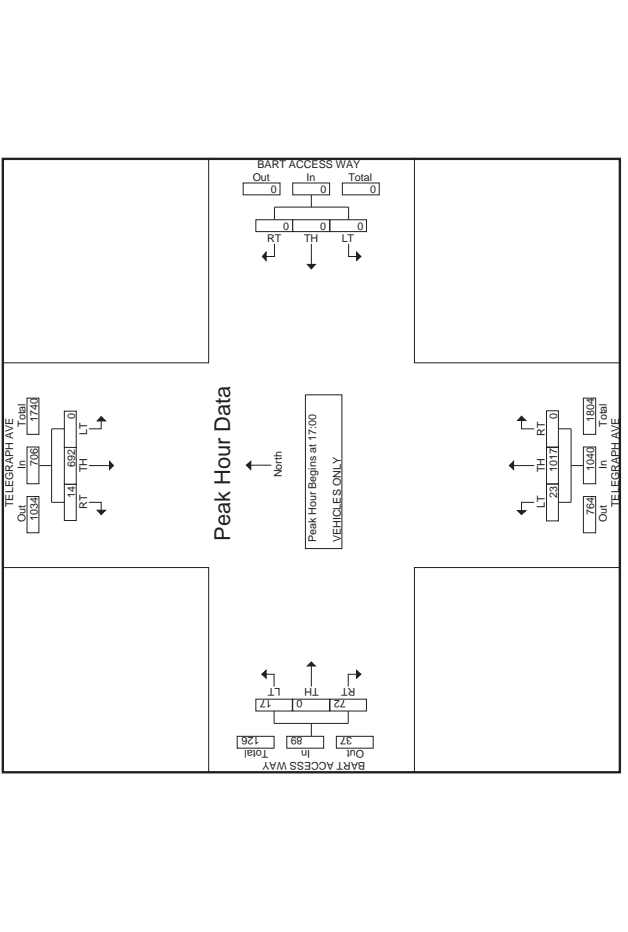 BART ACCESS WAY
Out In Total
0 0 0
0 0 0
RT TH LT
TELEGRAPH AVE
Out In Total
1034 706 1740
14 692 0
RT TH LT
Peak Hour Data
North
Peak Hour Begins at 17:00
VEHICLES ONLY
LT TH RT
23 1017 0
764 1040 1804
Out In Total
TELEGRAPH AVE
LT TH RT
17 0 72
126 89 37
Total In Out
BART ACCESS WAY